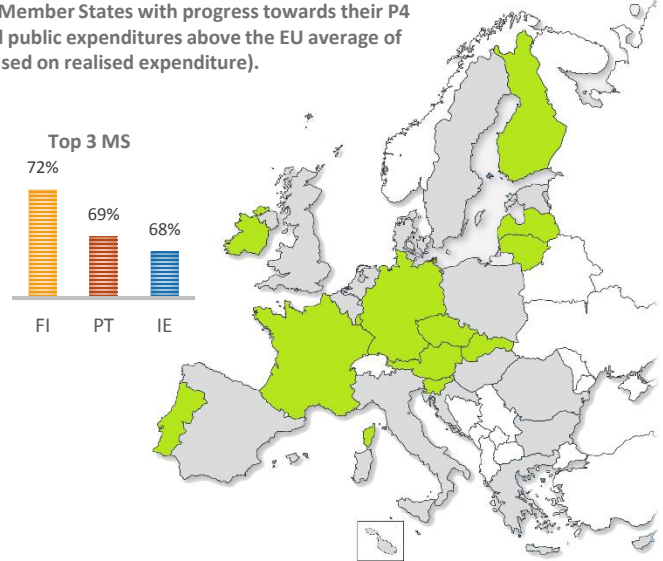 Member States with progress towards their P4
public expenditures above the EU average of
sed on realised expenditure).
Top 3 MS
72%
69%
68%
FI
PT
IE